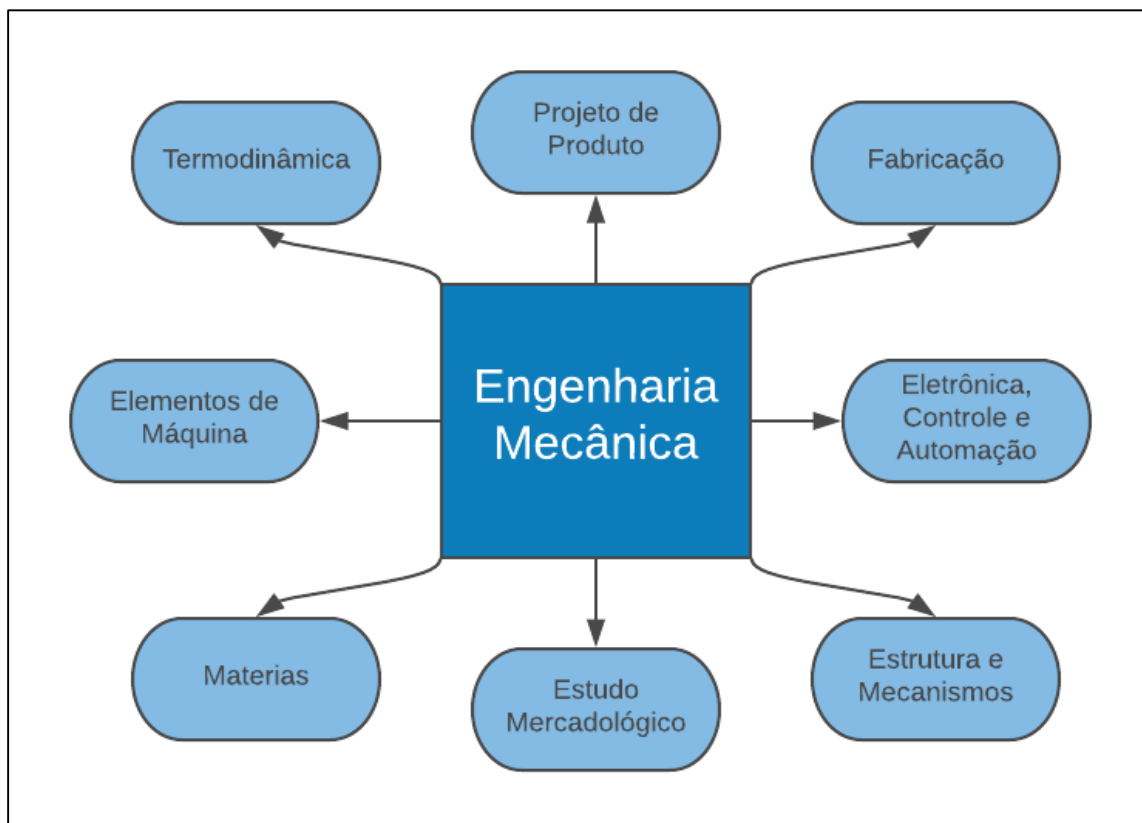 Projeto de
Produto
Termodinâmica
Fabricação
Engenharia
Mecânica
Elementos de
Máquina
Eletrônica,
Controle e
Automação
Materias
Estudo
Mercadológico
Estrutura e
Mecanismos